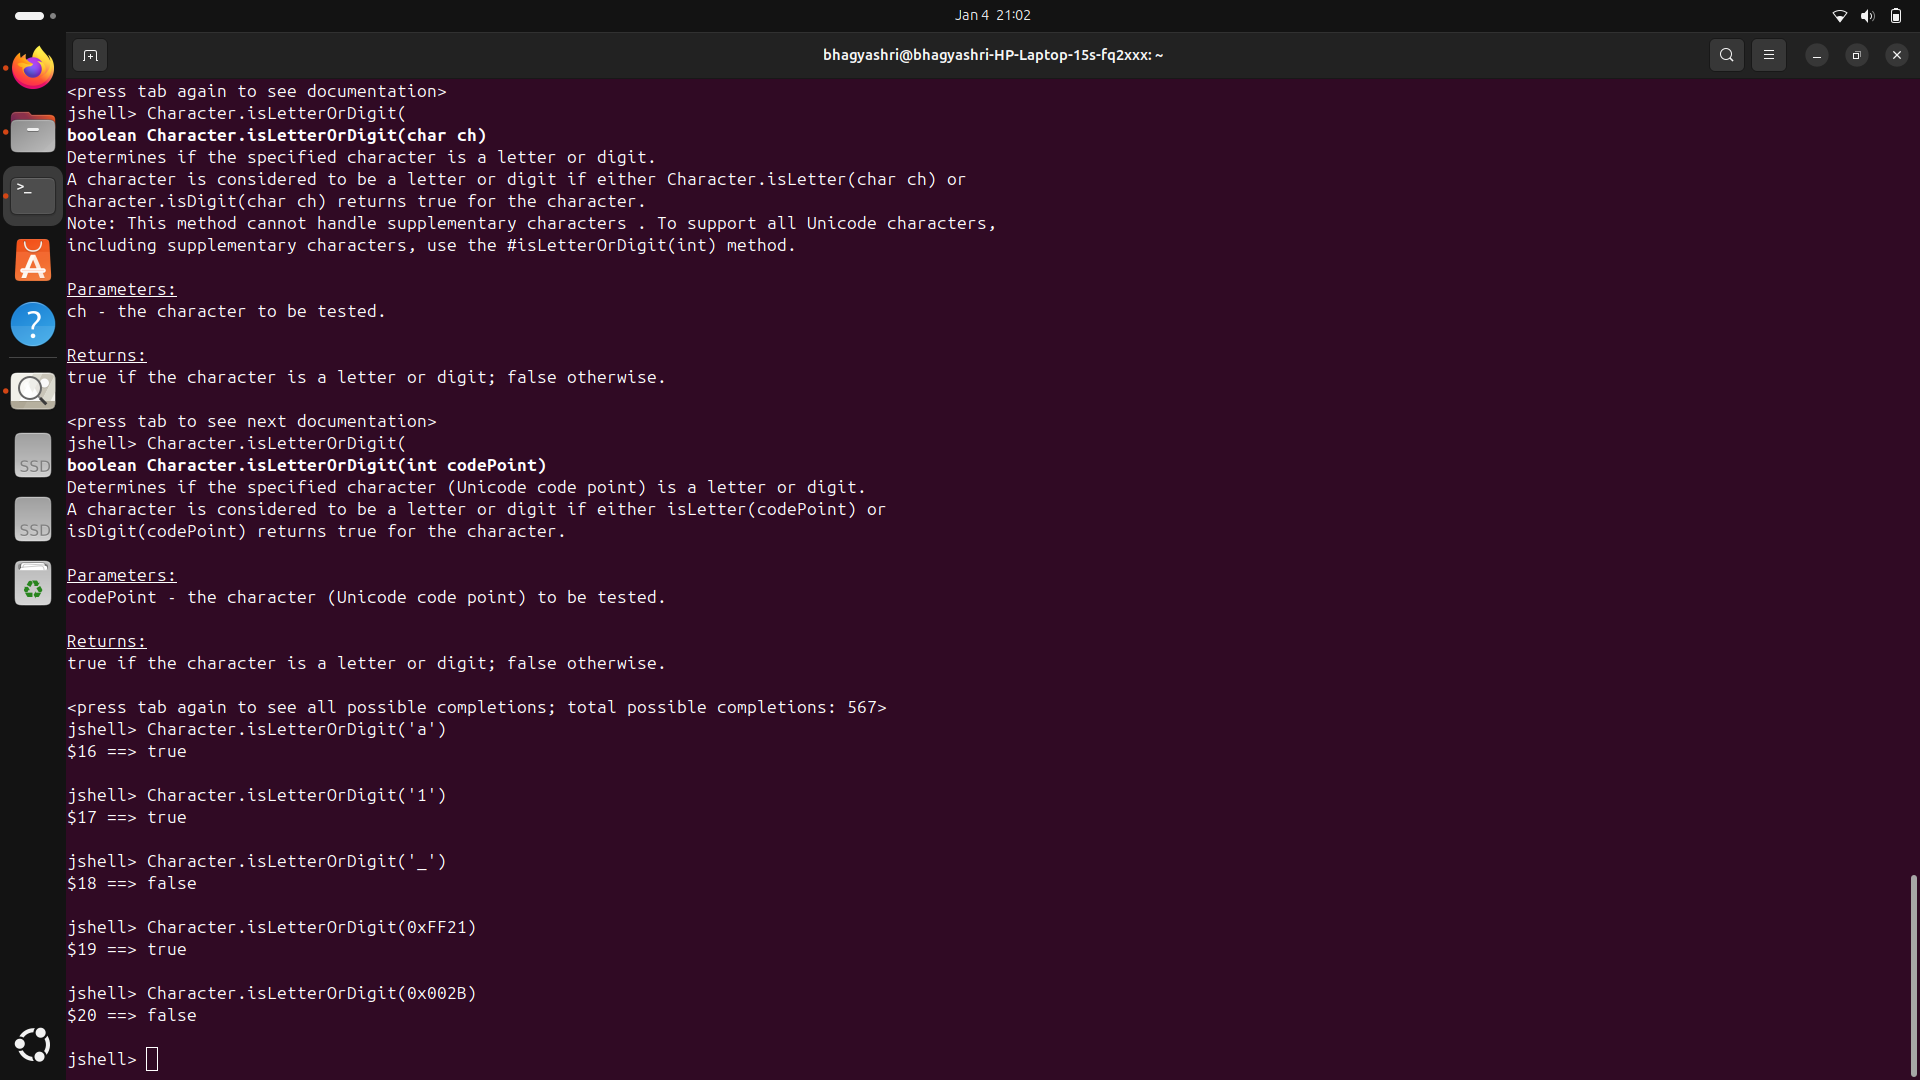 Jan 4 21:02
bhagyashri@bhagyashri-HP-Laptop-15s-fq2xxx: ~
<press tab again to see documentation>
jshell> Character.isLetterOrDigit(
boolean Character.isLetterOrDigit(char ch)
Determines if the specified character is a letter or digit.
A character is considered to be a letter or digit if either Character.isLetter(char ch) or
Character.isDigit(char ch) returns true for the character.
Note: This method cannot handle supplementary characters . To support all Unicode characters,
including supplementary characters, use the #isLetterOrDigit(int) method.
Parameters:
ch - the character to be tested.
Returns:
true if the character is a letter or digit; false otherwise.
<press tab to see next documentation>
jshell> Character.isLetterOrDigit(
boolean Character.isLetterOrDigit(int codePoint)
Determines if the specified character (Unicode code point) is a letter or digit.
A character is considered to be a letter or digit if either isLetter(codePoint) or
isDigit(codePoint) returns true for the character.
Parameters:
codePoint - the character (Unicode code point) to be tested.
Returns:
true if the character is a letter or digit; false otherwise.
<press tab again to see all possible completions; total possible completions: 567>
jshell> Character.isLetterOrDigit('a')
$16 ==> true
jshell> Character.isLetterOrDigit('1')
$17 ==> true
jshell> Character.isLetterOrDigit('_')
$18 ==> false
jshell> Character.isLetterOrDigit(0xFF21)
$19 ==> true
jshell> Character.isLetterOrDigit(0x002B)
$20 ==> false
jshell>
>_
?
SSD
SSD